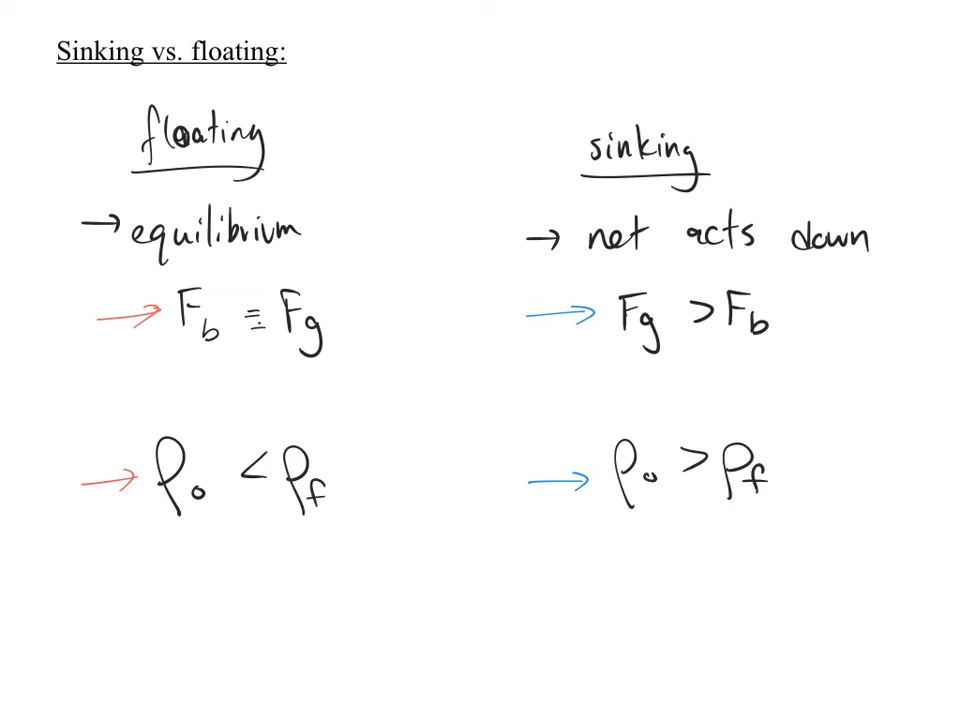 Sinking vs. floating:
floating
→ equilibrium
→ F_b = F_g
→ ρ_o < ρ_f
sinking
→ net acts down
→ F_g > F_b
→ ρ_o > ρ_f